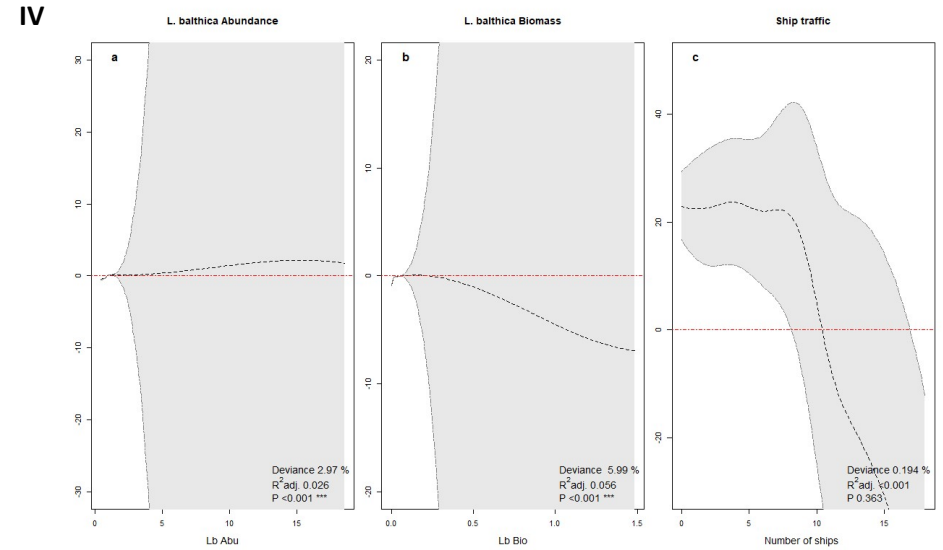 IV
L. balthica Abundance
L. balthica Biomass
Ship traffic
a
30
20
10
0
-10
-20
-30
Deviance 2.97 %
R2adj. 0.026
P <0.001 ***
0
5
10
15
Lb Abu
b
20
10
0
-10
-20
Deviance 5.99 %
R2adj. 0.056
P <0.001 ***
0.0
0.5
1.0
1.5
Lb Bio
c
40
20
0
-20
Deviance 0.194 %
R2adj. <0.001
P 0.363
0
5
10
15
Number of ships